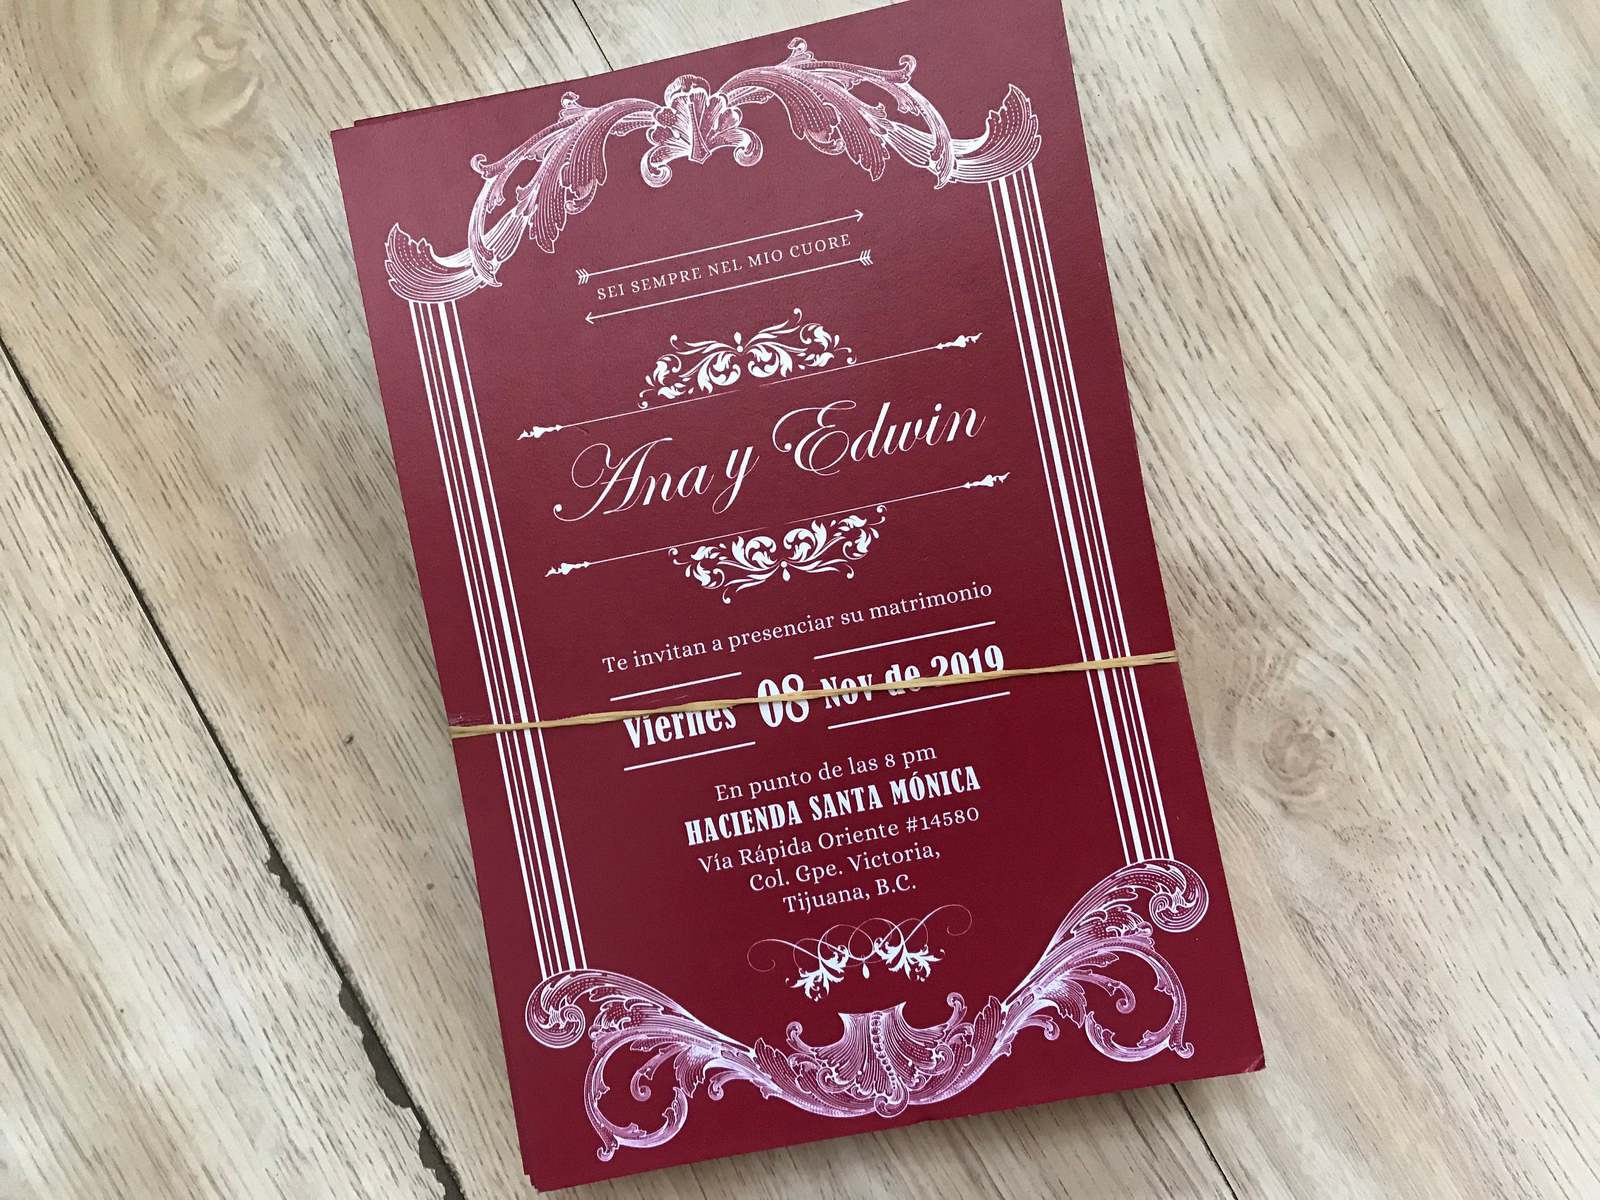 SEI SEMPRE NEL MIO CUORE
Ana y Edwin
Te invitan a presenciar su matrimonio
Viernes 08 Nov de 2019
En punto de las 8 pm
HACIENDA SANTA MÓNICA
Vía Rápida Oriente #14580
Col. Gpe. Victoria,
Tijuana, B.C.